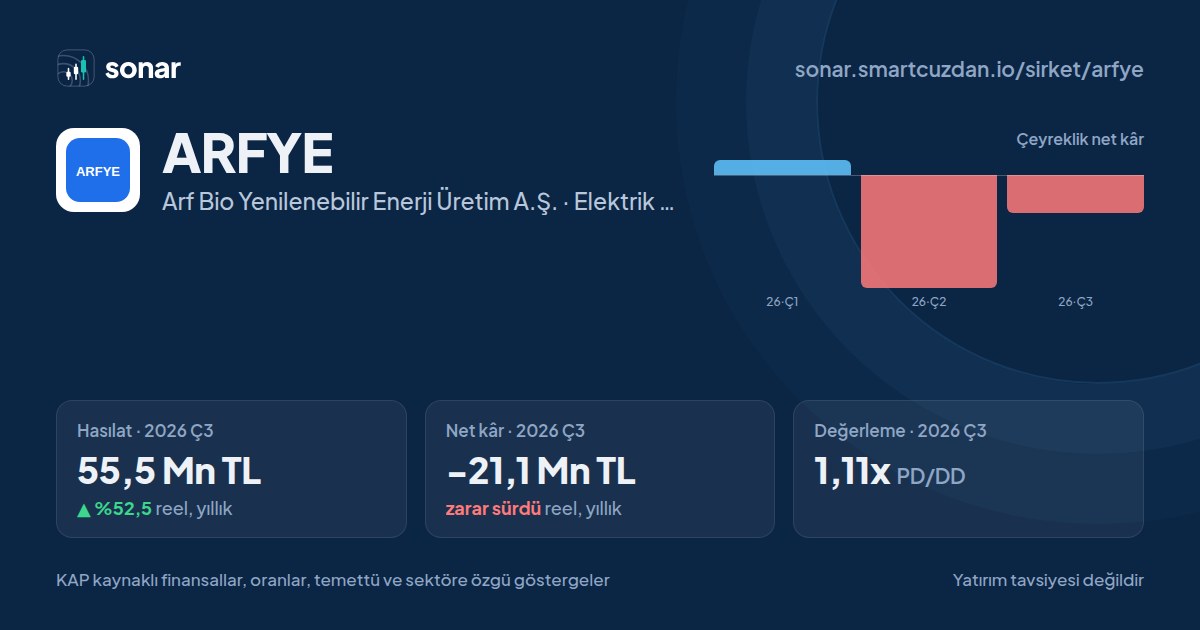 sonar
sonar.smartcuzdan.io/sirket/arfye
ARFYE
ARFYE
Arf Bio Yenilenebilir Enerji Üretim A.Ş. · Elektrik ...
Çeyreklik net kâr
26-Ç1
26-Ç2
26-Ç3
Hasılat · 2026 Ç3
55,5 Mn TL
▲ %52,5 reel, yıllık
Net kâr · 2026 Ç3
−21,1 Mn TL
zarar sürdü reel, yıllık
Değerleme · 2026 Ç3
1,11x PD/DD
KAP kaynaklı finansallar, oranlar, temettü ve sektöre özgü göstergeler
Yatırım tavsiyesi değildir